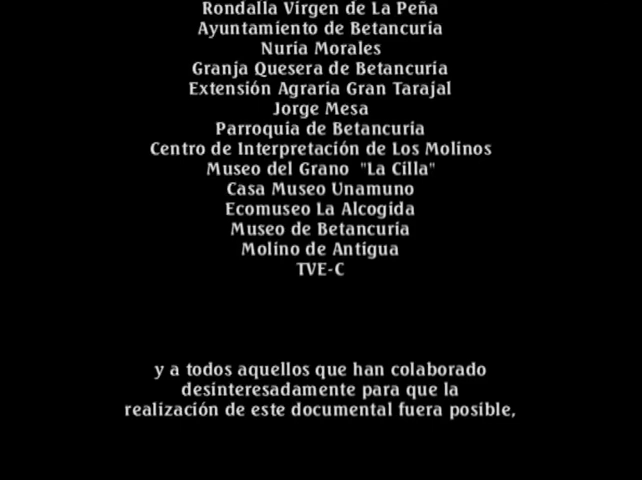 Rondalla Virgen de La Peña
Ayuntamiento de Betancuria
Nuria Morales
Granja Quesera de Betancuria
Extensión Agraria Gran Tarajal
Jorge Mesa
Parroquia de Betancuria
Centro de Interpretación de Los Molinos
Museo del Grano "La Cilla"
Casa Museo Unamuno
Ecomuseo La Alcogida
Museo de Betancuria
Molino de Antigua
TVE-C
y a todos aquellos que han colaborado
desinteresadamente para que la
realización de este documental fuera posible,